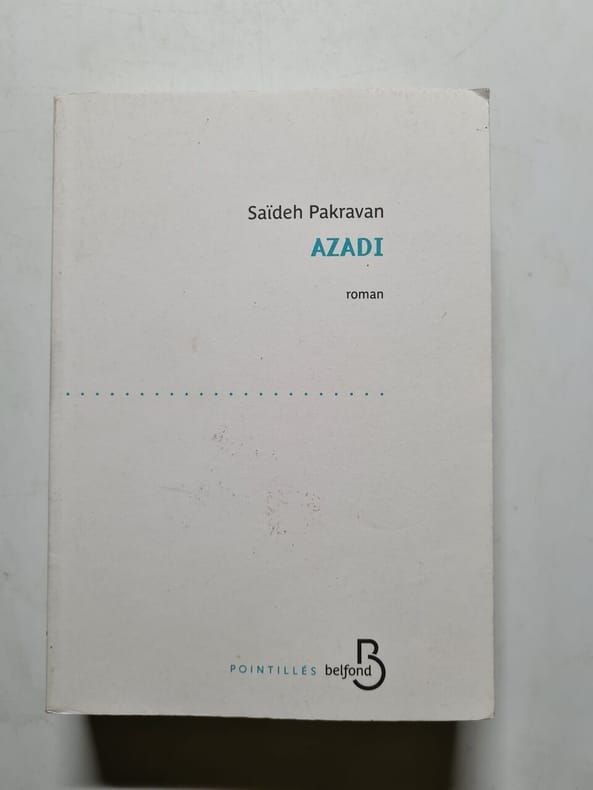 Saïdeh Pakravan
AZADI
roman
POINTILLÉS belfond